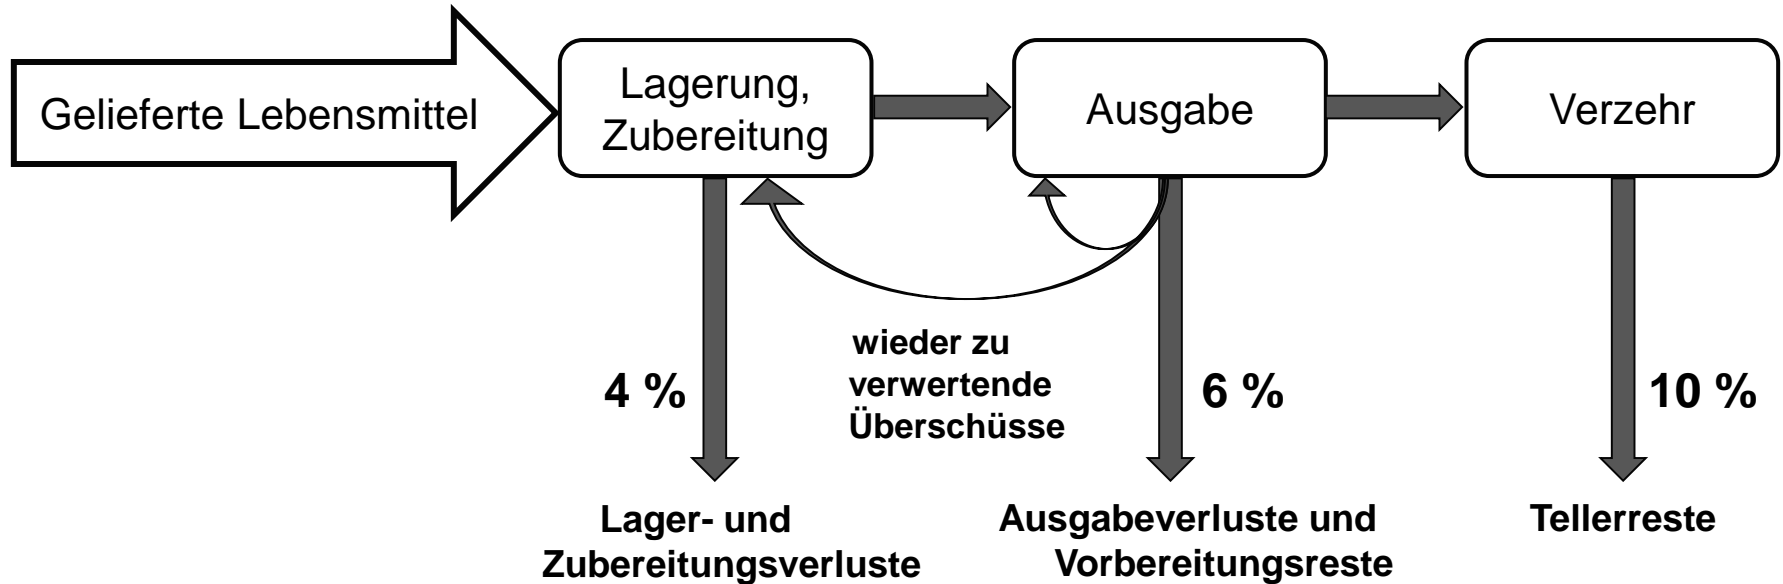 Gelieferte Lebensmittel
Lagerung,
Zubereitung
Ausgabe
Verzehr
wieder zu
verwertende
Überschüsse
4 %
6 %
10 %
Lager- und
Zubereitungsverluste
Ausgabeverluste und
Vorbereitungsreste
Tellerreste